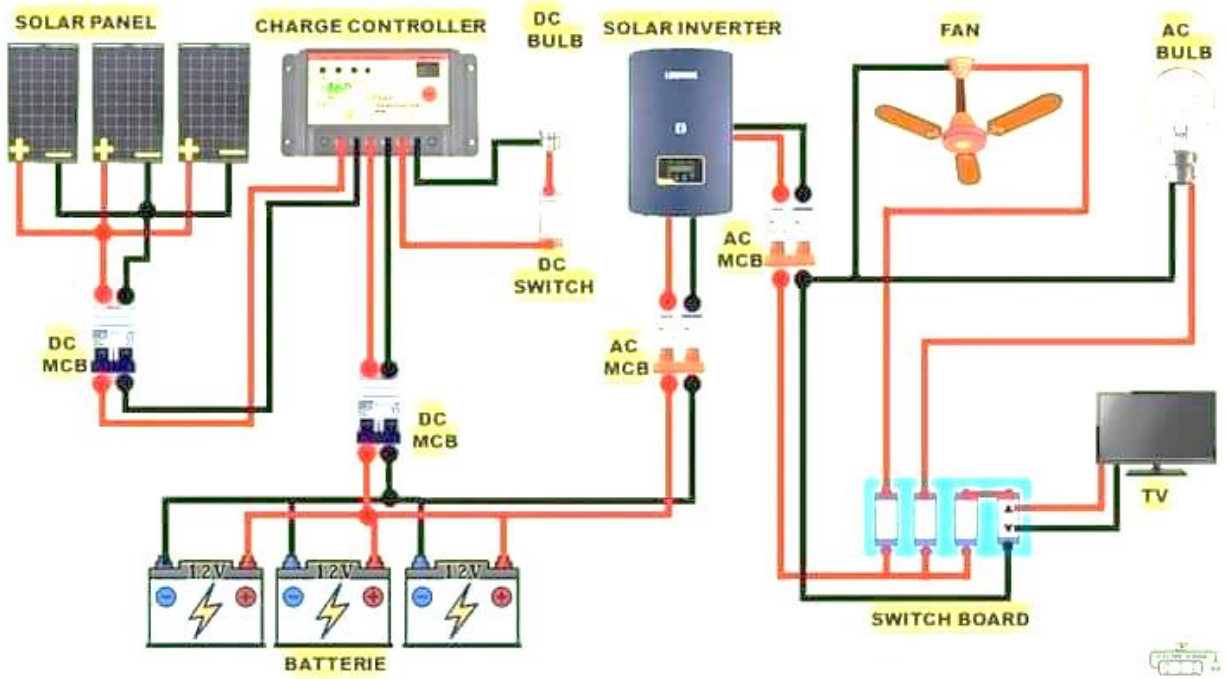 SOLAR PANEL
CHARGE CONTROLLER
DC
BULB
SOLAR INVERTER
FAN
AC
BULB
DC
SWITCH
AC
MCB
DC
MCB
AC
MCB
DC
MCB
TV
12V
12V
12V
SWITCH BOARD
BATTERIE